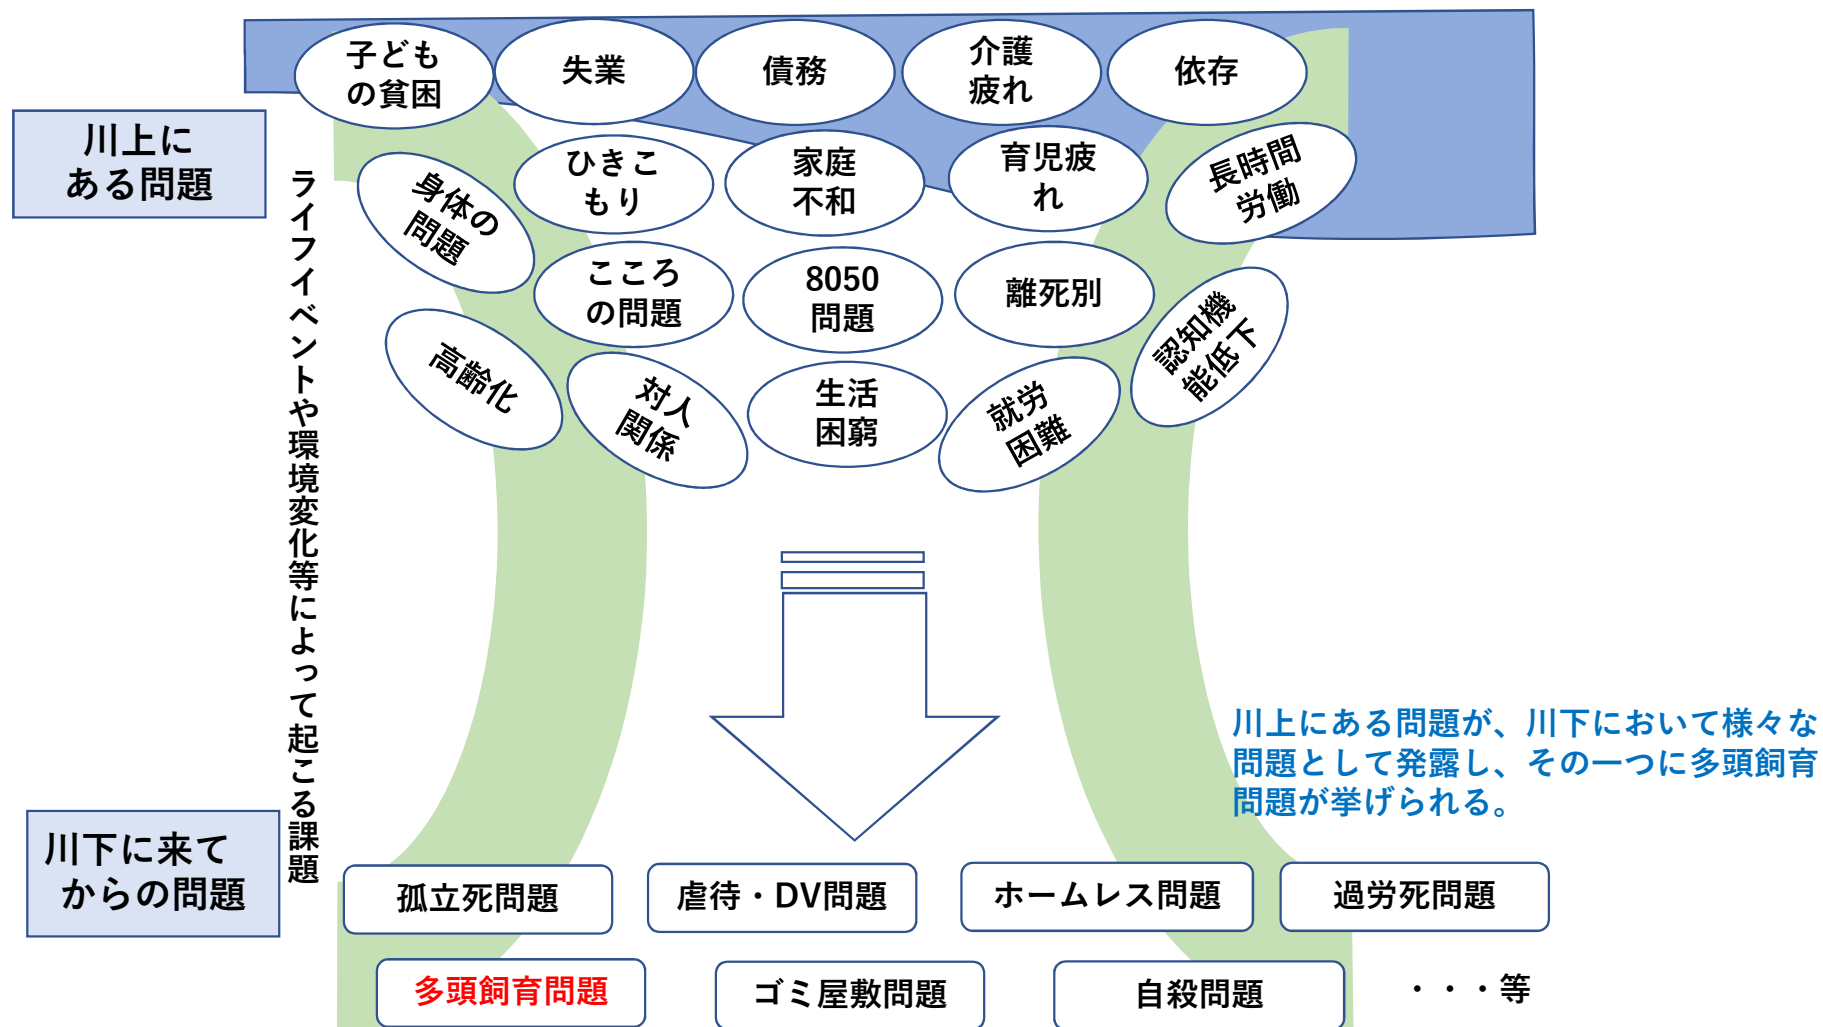 子ども
の貧困
失業
債務
介護
疲れ
依存
川上に
ある問題
ライフイベントや環境変化等によって起こる課題
身体の
問題
ひきこ
もり
家庭
不和
育児疲
れ
長時間
労働
こころ
の問題
8050
問題
離死別
認知機
能低下
高齢化
対人
関係
生活
困窮
就労
困難
川上にある問題が、川下において様々な
問題として発露し、その一つに多頭飼育
問題が挙げられる。
川下に来て
からの問題
孤立死問題
虐待・DV問題
ホームレス問題
過労死問題
多頭飼育問題
ゴミ屋敷問題
自殺問題
・・・等